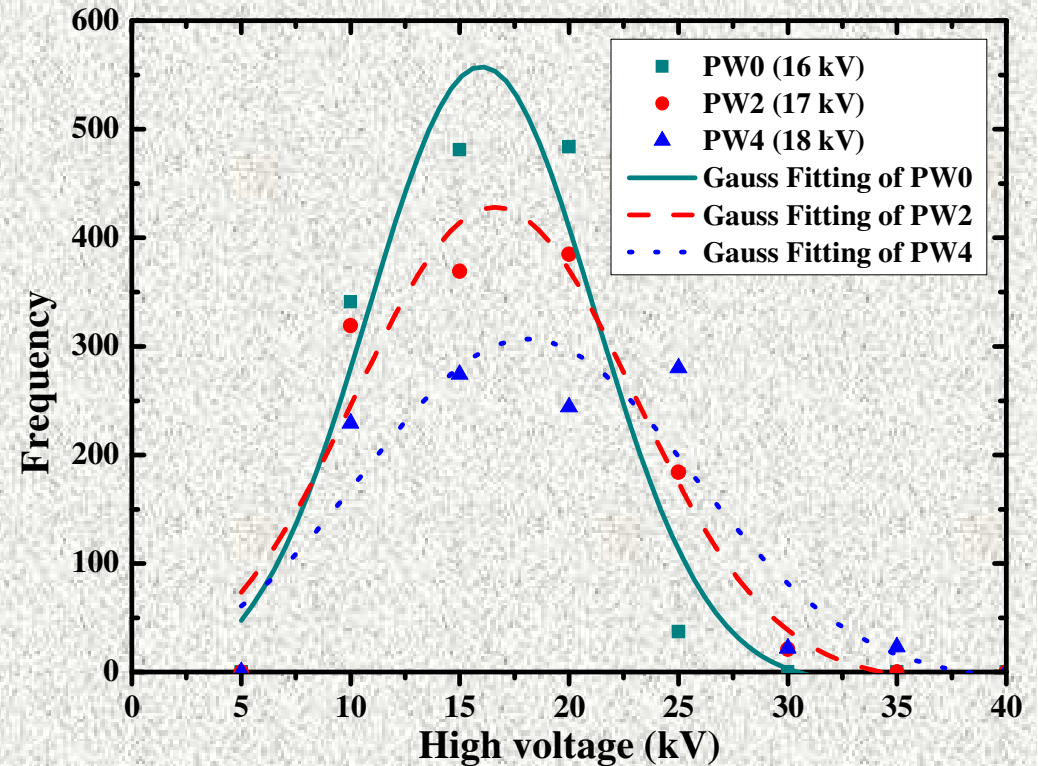 600
500
400
300
200
100
0
Frequency
PW0 (16 kV)
PW2 (17 kV)
PW4 (18 kV)
Gauss Fitting of PW0
Gauss Fitting of PW2
Gauss Fitting of PW4
0 5 10 15 20 25 30 35 40
High voltage (kV)